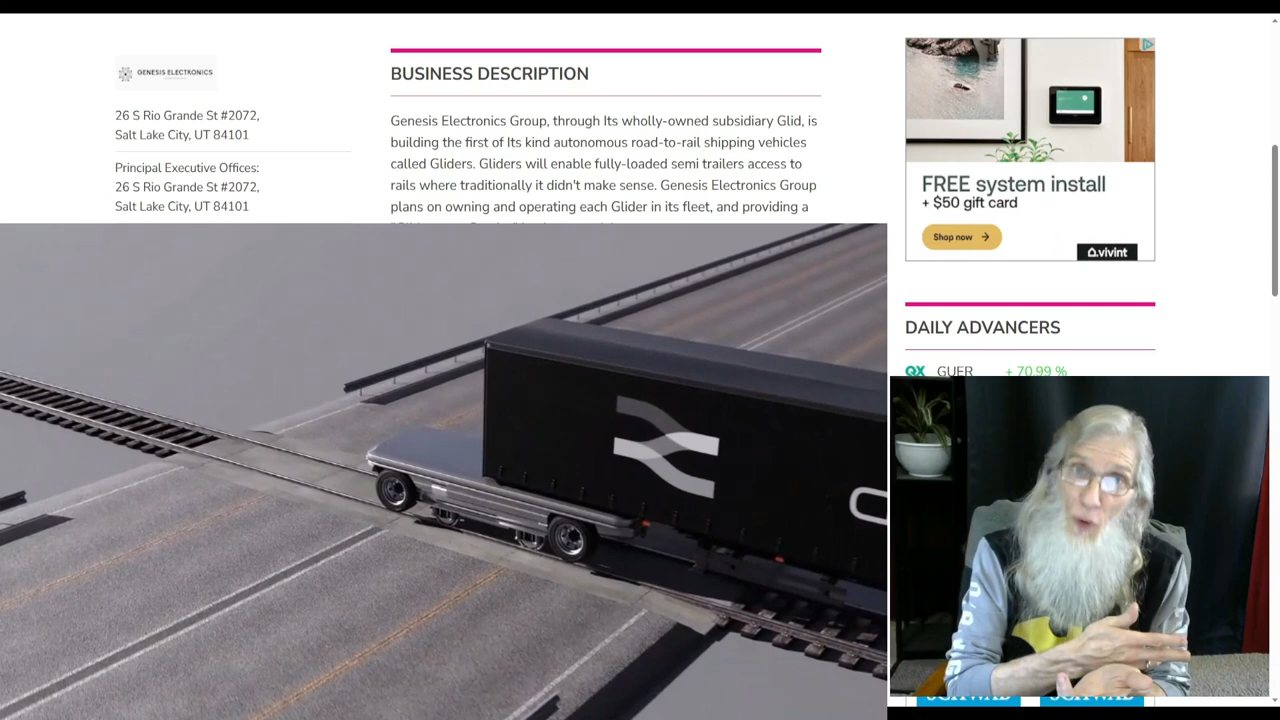 GENESIS ELECTRONICS
26 S Rio Grande St #2072,
Salt Lake City, UT 84101
Principal Executive Offices:
26 S Rio Grande St #2072,
Salt Lake City, UT 84101
BUSINESS DESCRIPTION
Genesis Electronics Group, through Its wholly-owned subsidiary Glid, is
building the first of Its kind autonomous road-to-rail shipping vehicles
called Gliders. Gliders will enable fully-loaded semi trailers access to
rails where traditionally it didn't make sense. Genesis Electronics Group
plans on owning and operating each Glider in its fleet, and providing a
FREE system install
+ $50 gift card
Shop now
vivint
DAILY ADVANCERS
QX GUER + 70.99 %